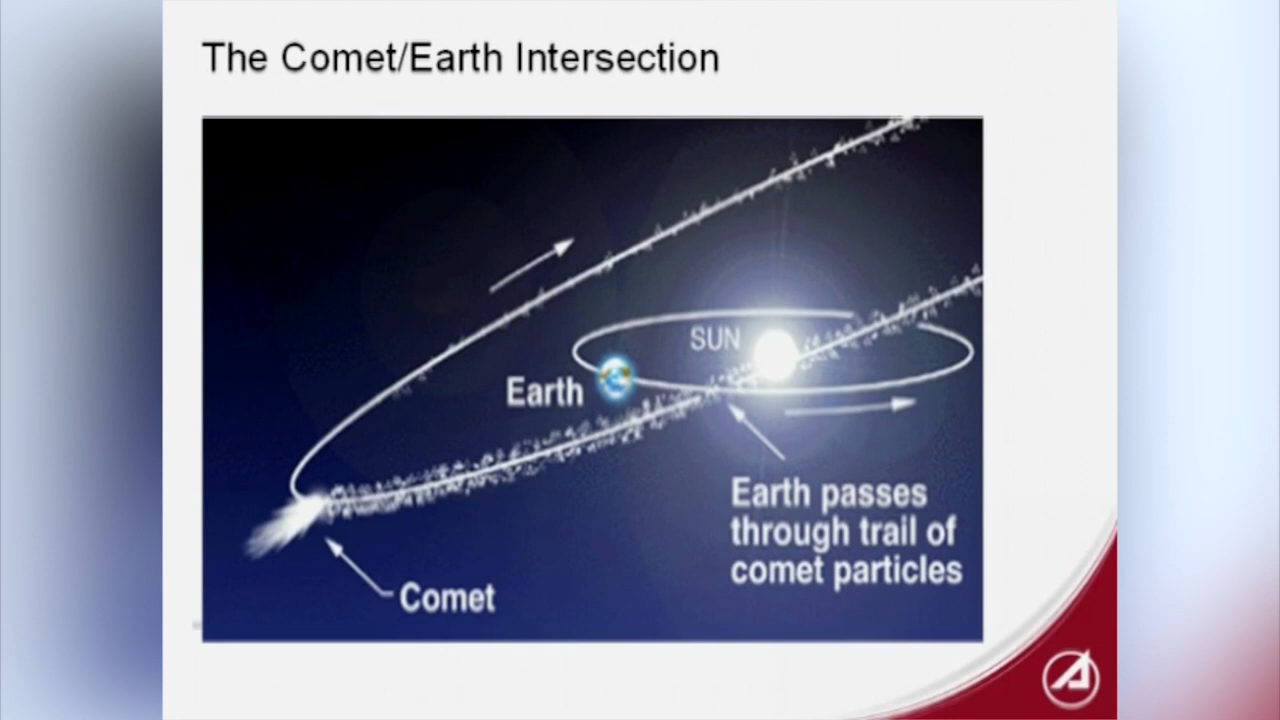 The Comet/Earth Intersection
SUN
Earth
Earth passes
through trail of
comet particles
Comet